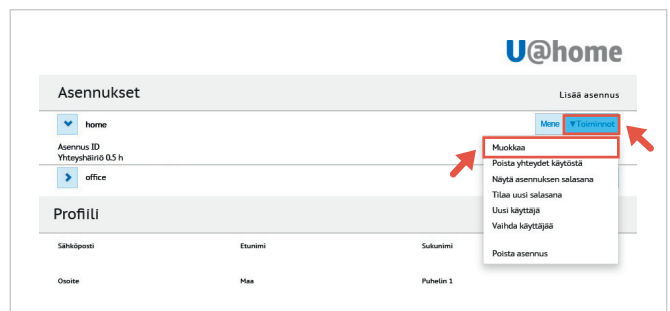 U@home
Asennukset
Lisää asennus
home
Mene ▼Toiminnot
Asennus ID
Yhteyshäiriö 0.5 h
office
Muokkaa
Poista yhteydet käytöstä
Näytä asennuksen salasana
Tilaa uusi salasana
Uusi käyttäjä
Vaihda käyttäjää
Poista asennus
Profiili
Sähköposti Etunimi Sukunimi
Osoite Maa Puhelin 1